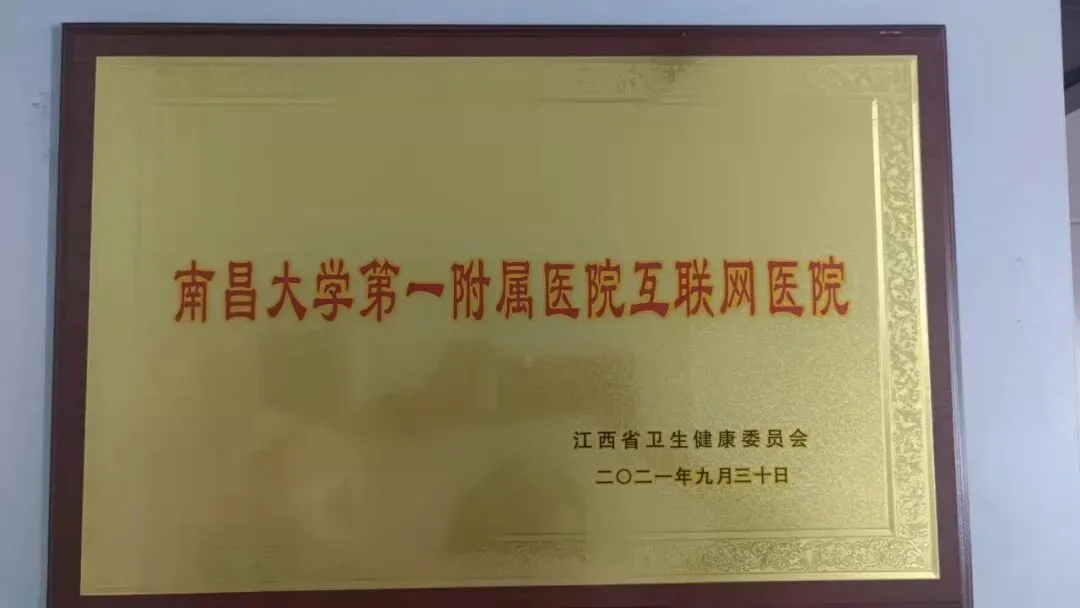 南昌大学第一附属医院互联网医院
江西省卫生健康委员会
二〇二一年九月三十日